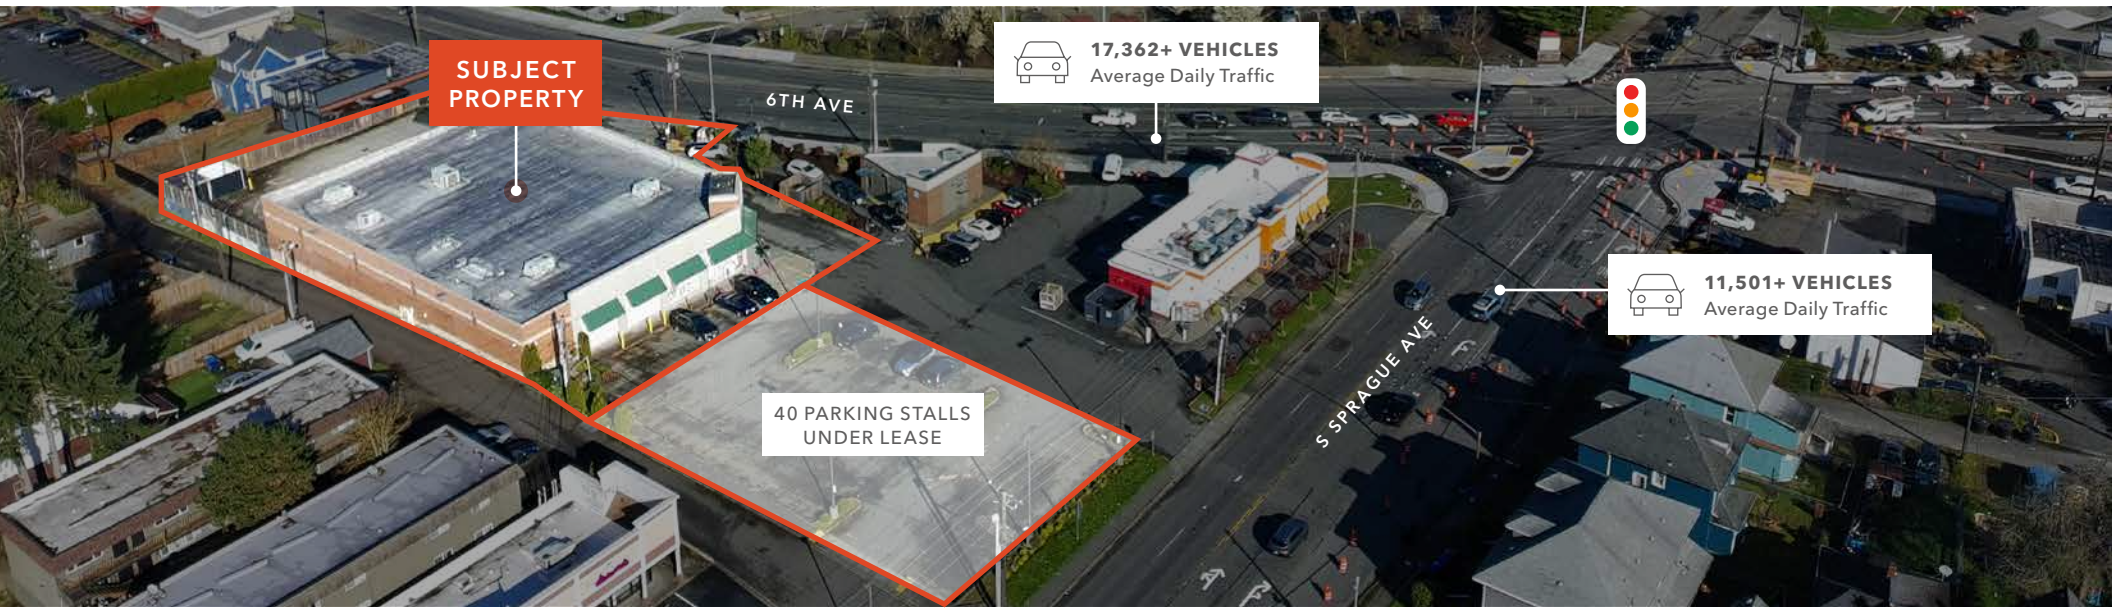 SUBJECT
PROPERTY
6TH AVE
17,362+ VEHICLES
Average Daily Traffic
11,501+ VEHICLES
Average Daily Traffic
S SPRAGUE AVE
40 PARKING STALLS
UNDER LEASE